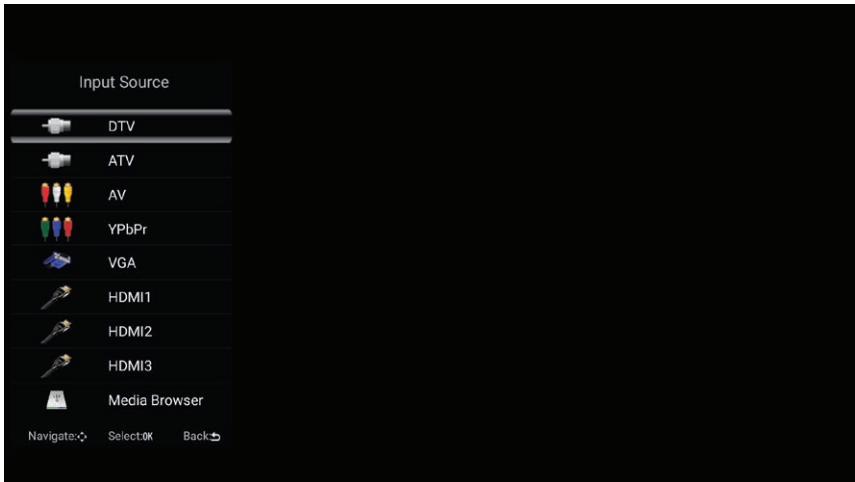 Input Source
DTV
ATV
AV
YPbPr
VGA
HDMI1
HDMI2
HDMI3
Media Browser
Navigate: Select:OK Back: